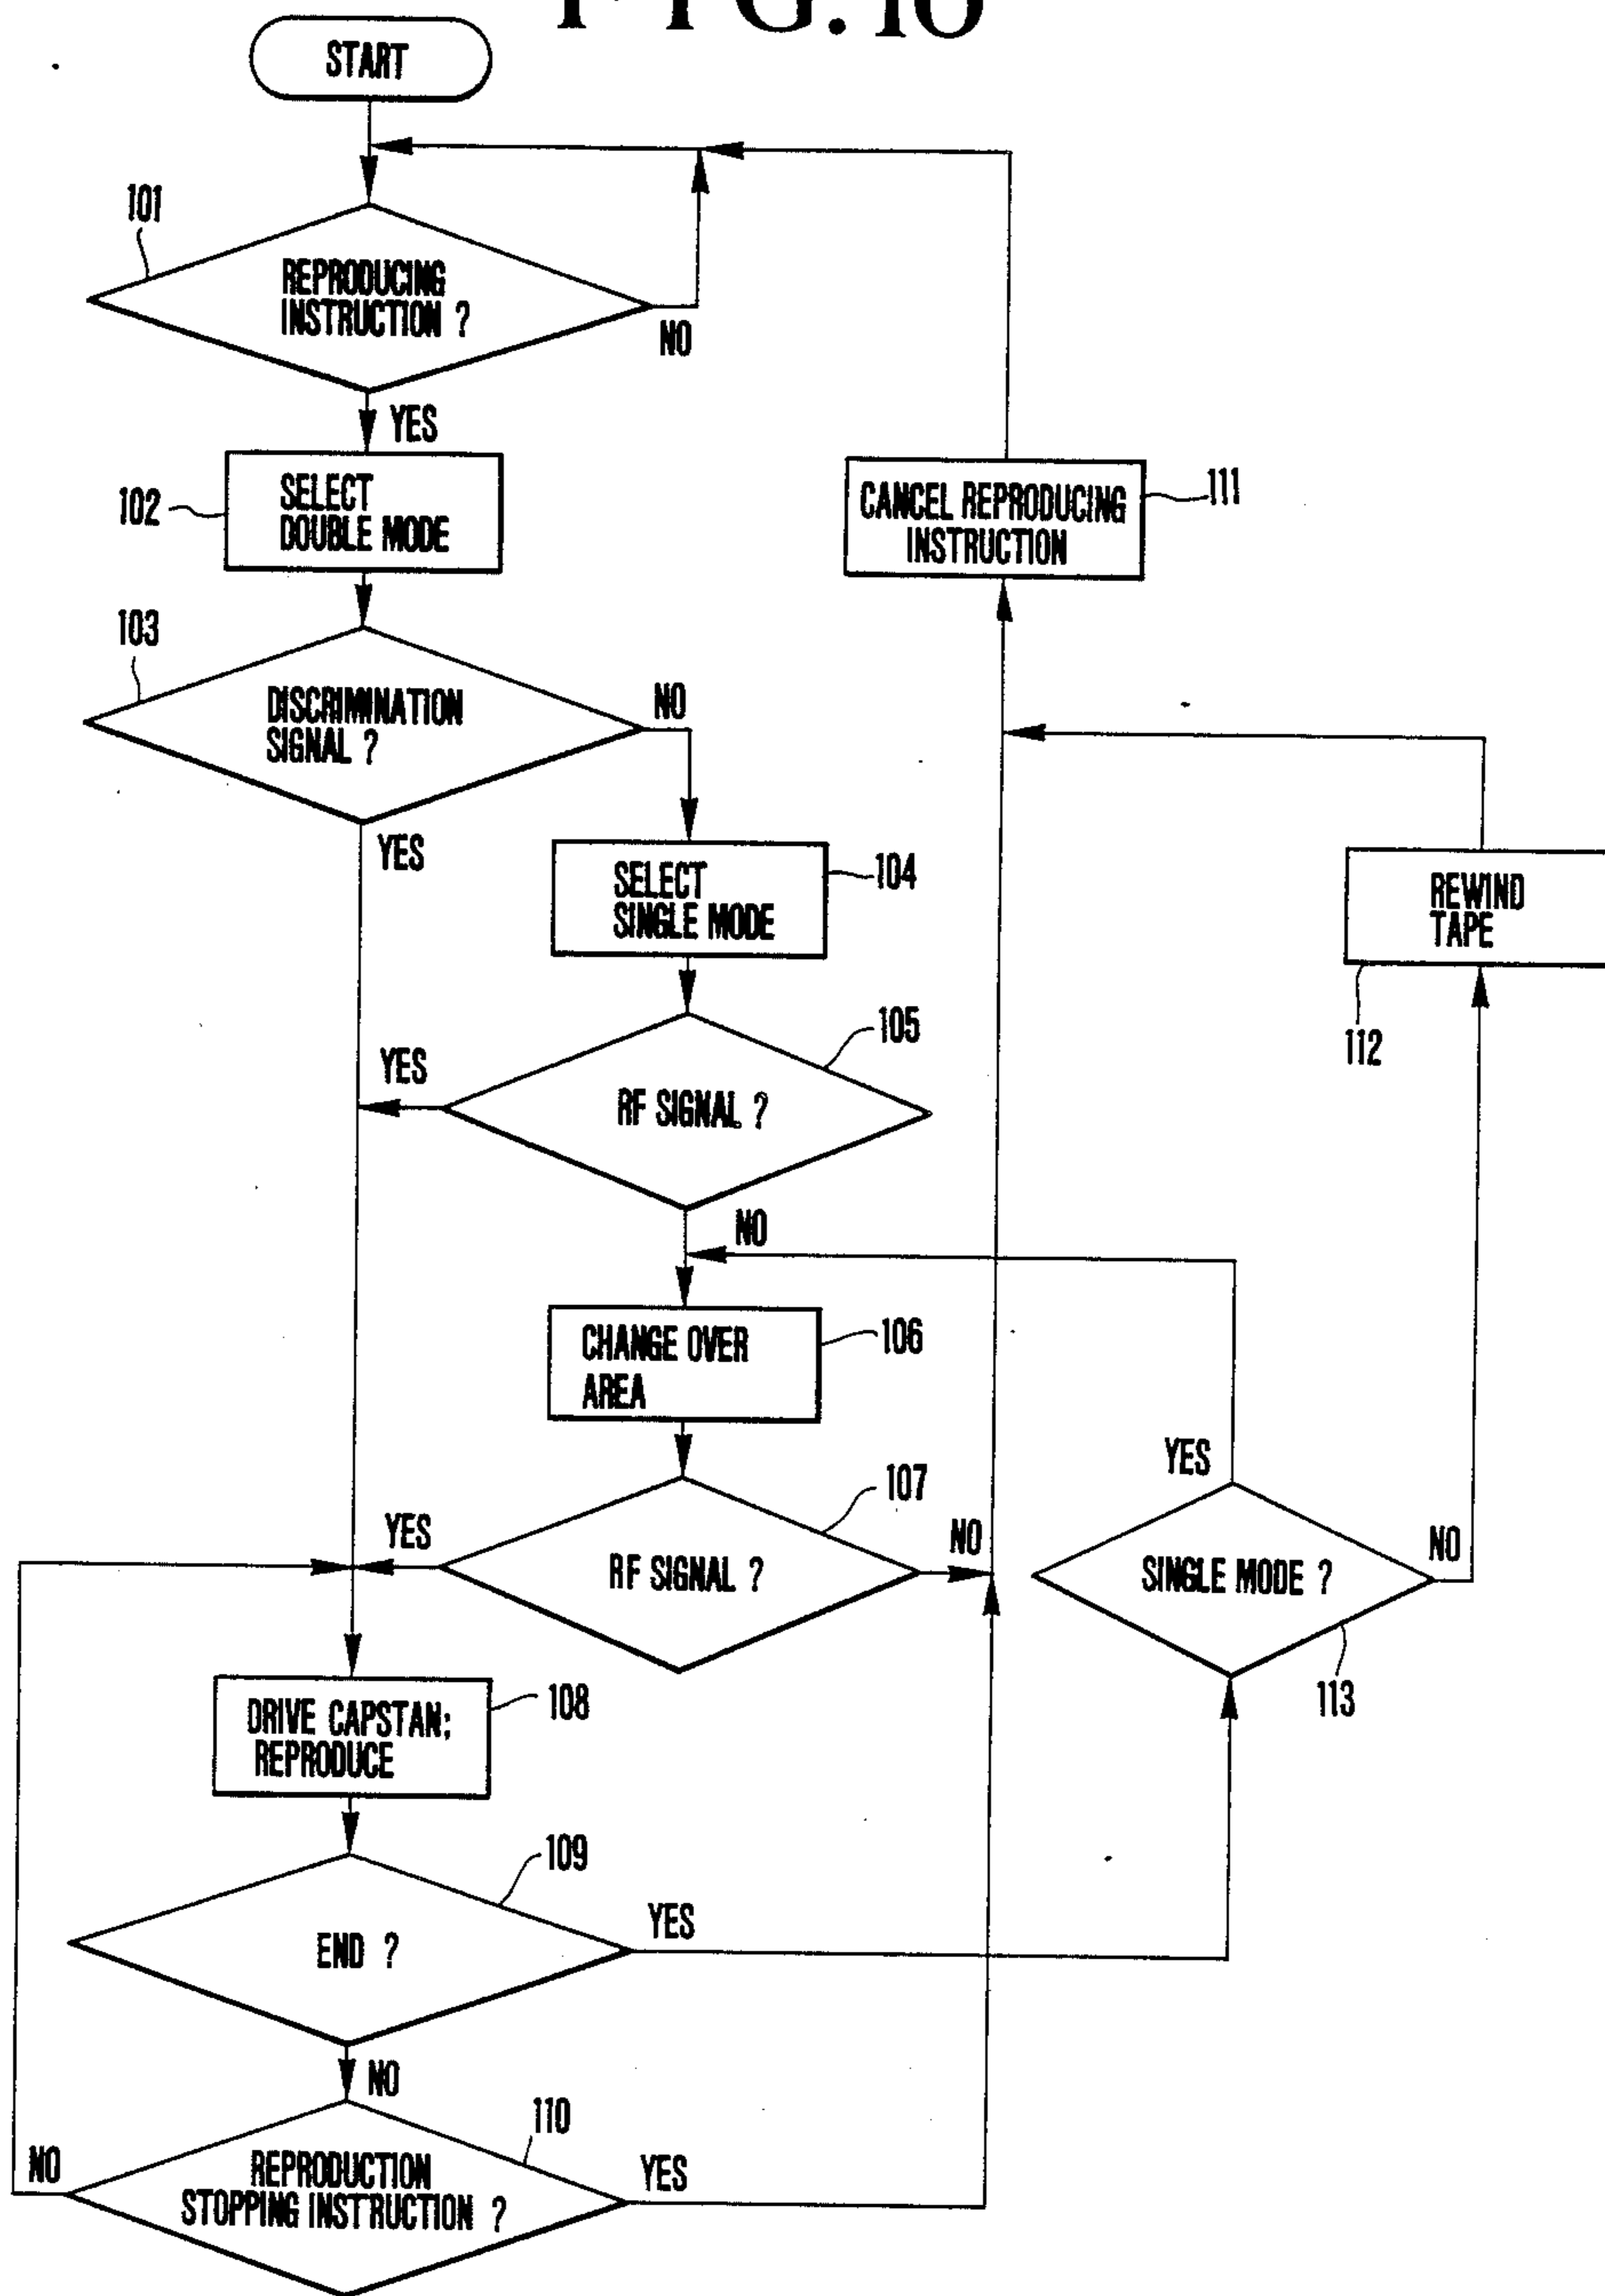 FIG. 10
START
101
REPRODUCING
INSTRUCTION ?
NO
YES
102
SELECT
DOUBLE MODE
CANCEL REPRODUCING
INSTRUCTION
111
103
DISCRIMINATION
SIGNAL ?
NO
YES
SELECT
SINGLE MODE
104
REWIND
TAPE
112
105
YES
RF SIGNAL ?
NO
CHANGE OVER
AREA
106
107
YES
RF SIGNAL ?
NO
YES
SINGLE MODE ?
NO
113
DRIVE CAPSTAN;
REPRODUCE
108
109
END ?
YES
NO
110
NO
REPRODUCTION
STOPPING INSTRUCTION ?
YES